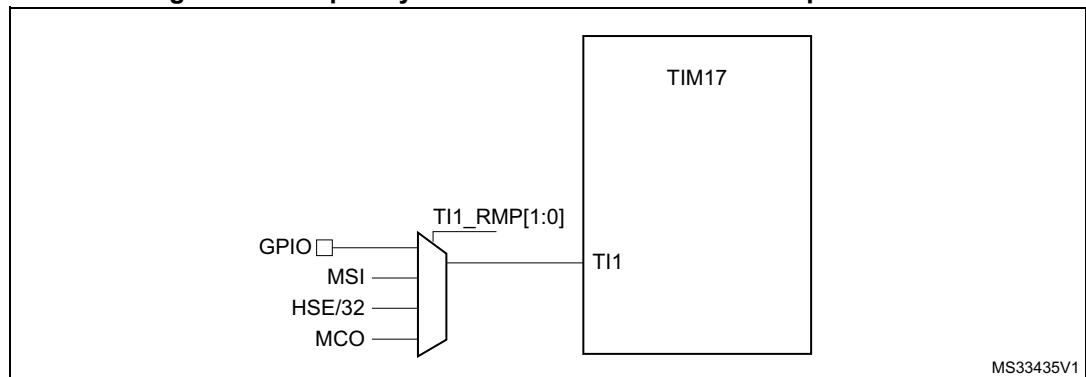 TIM17
TI1_RMP[1:0]
GPIO
TI1
MSI
HSE/32
MCO
MS33435V1